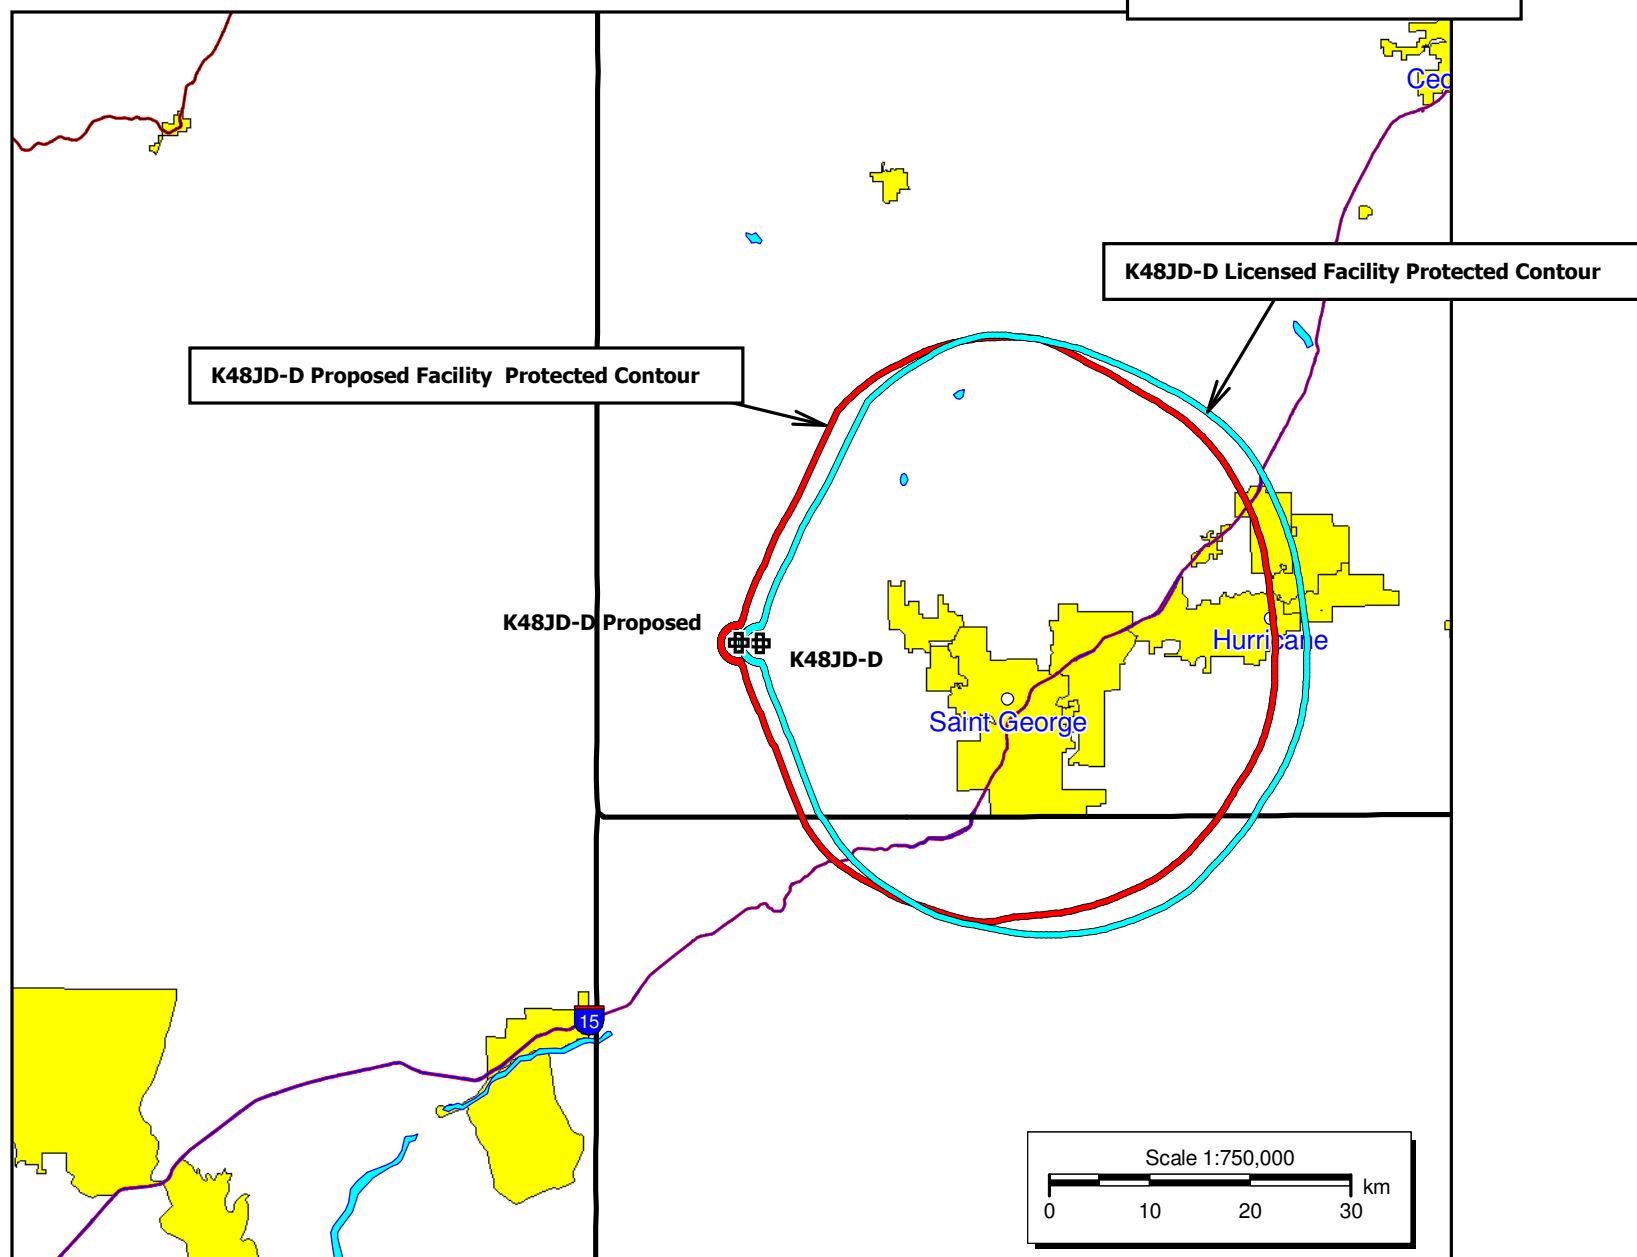 Ced
K48JD-D Licensed Facility Protected Contour
K48JD-D Proposed Facility  Protected Contour
K48JD-D Proposed
K48JD-D
Hurricane
Saint George
15
Scale 1:750,000
km
0 10 20 30